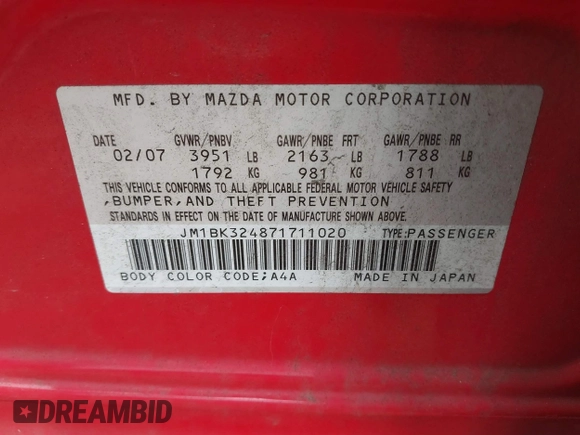 MFD. BY MAZDA MOTOR CORPORATION
DATE GVWR/PNBV GAWR/PNBE FRT GAWR/PNBE RR
02/07 3951 LB 2163 LB 1788 LB
1792 KG 981 KG 811 KG
THIS VEHICLE CONFORMS TO ALL APPLICABLE FEDERAL MOTOR VEHICLE SAFETY
,BUMPER,AND THEFT PREVENTION
STANDARDS IN EFFECT ON THE DATE OF MANUFACTURE SHOWN ABOVE.
JM1BK324871711020 TYPE:PASSENGER
BODY COLOR CODE;A4A MADE IN JAPAN
DREAMBID